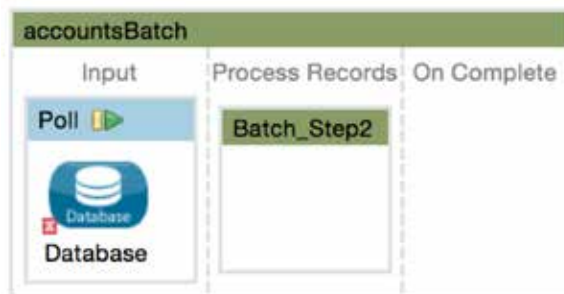 accountsBatch
Input
Process Records
On Complete
Poll
Batch_Step2
Database
Database